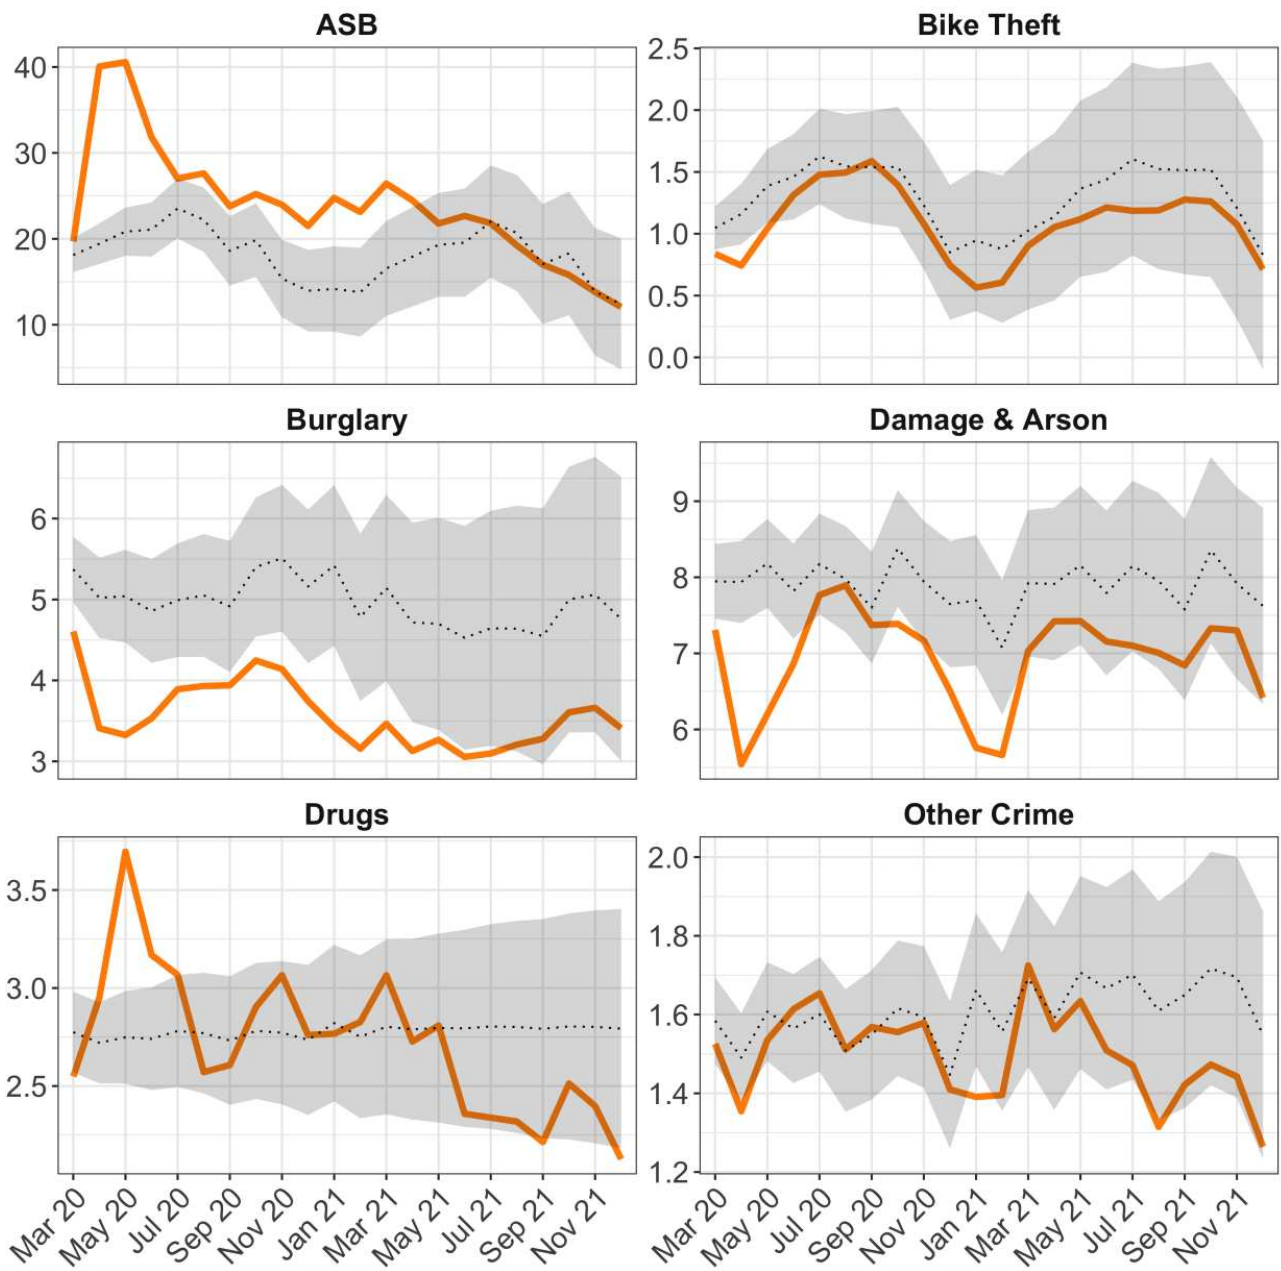 ASB
Bike Theft
40
30
20
10
2.5
2.0
1.5
1.0
0.5
0.0
Burglary
Damage & Arson
6
5
4
3
9
8
7
6
Drugs
Other Crime
3.5
3.0
2.5
2.0
1.8
1.6
1.4
1.2
Mar 20
May 20
Jul 20
Sep 20
Nov 20
Jan 21
Mar 21
May 21
Jul 21
Sep 21
Nov 21
Mar 20
May 20
Jul 20
Sep 20
Nov 20
Jan 21
Mar 21
May 21
Jul 21
Sep 21
Nov 21